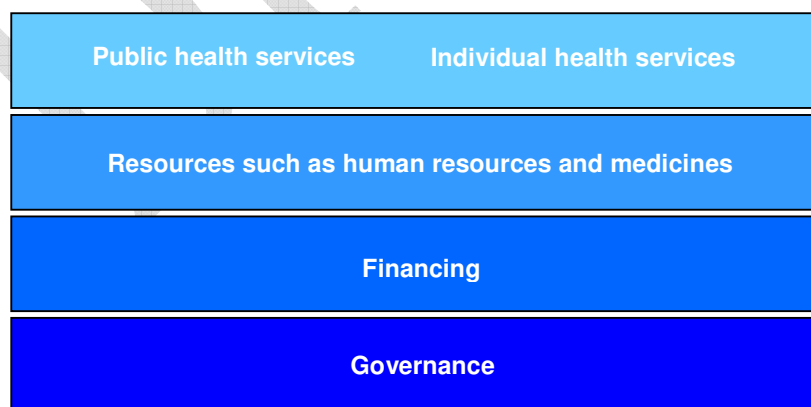 Public health services Individual health services
Resources such as human resources and medicines
Financing
Governance